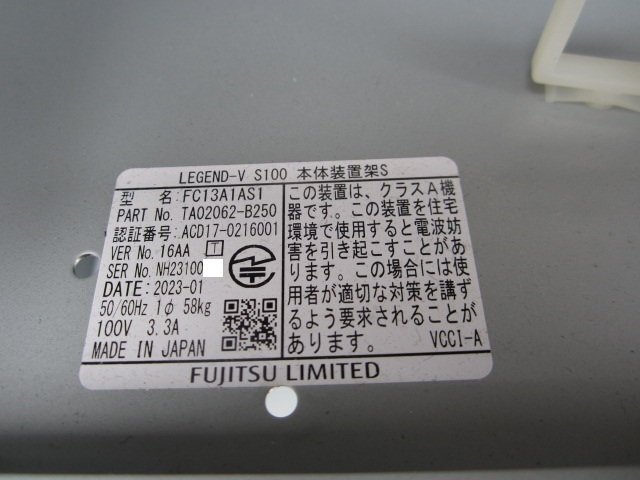 LEGEND-V S100 本体装置架S
型 名 :FC13A1AS1
PART No. TA02062-B250
認証番号:ACD17-0216001
VER No. 16AA T
SER No. NH23100
DATE: 2023-01
50/60Hz 1φ 58kg
100V 3.3A
MADE IN JAPAN
この装置は、クラスA機
器です。この装置を住宅
環境で使用すると電波妨
害を引き起こすことがあ
ります。この場合には使
用者が適切な対策を講ず
るよう要求されることが
あります。
VCCI-A
FUJITSU LIMITED